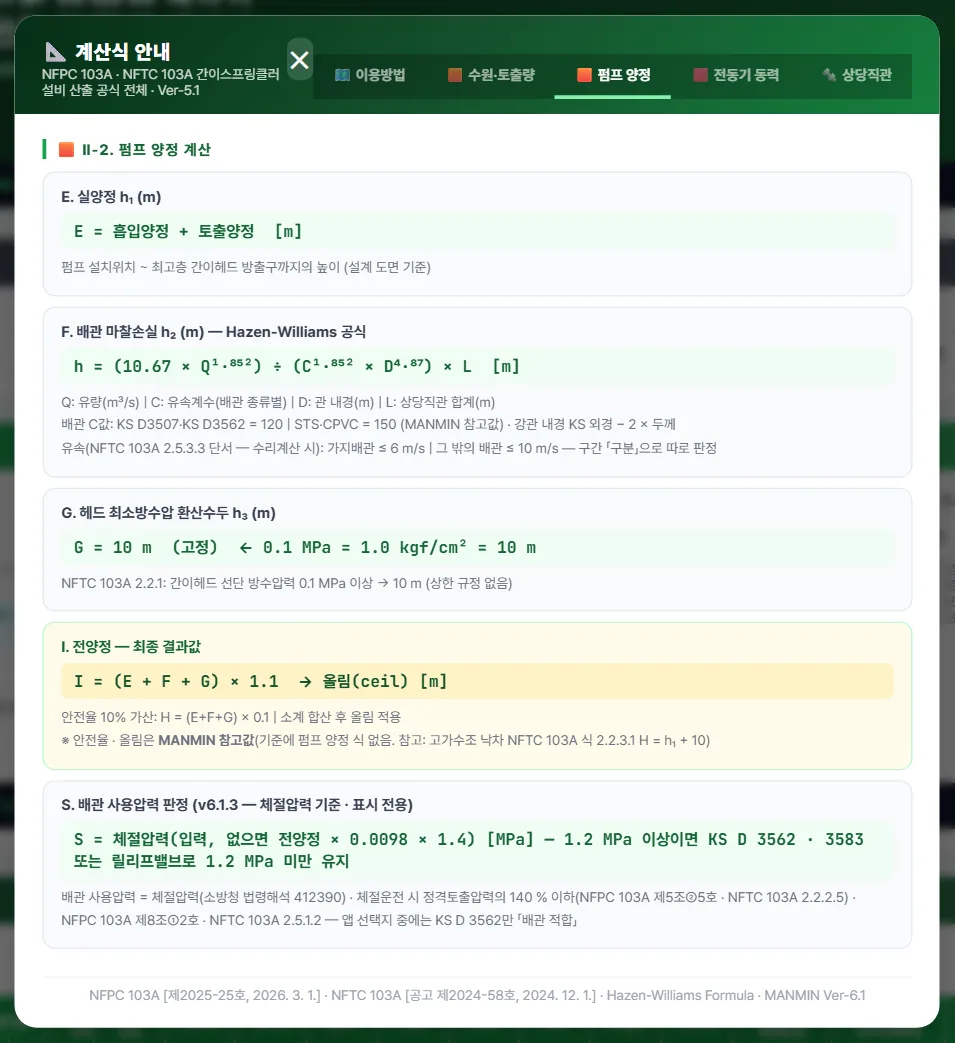 📐 계산식 안내
NFPC 103A · NFTC 103A 간이스프링클러
설비 산출 공식 전체 · Ver-5.1
✕
이용방법
수원·토출량
펌프 양정
전동기 동력
상당직관
II-2. 펌프 양정 계산
E. 실양정 h₁ (m)
E = 흡입양정 + 토출양정 [m]
펌프 설치위치 ~ 최고층 간이헤드 방출구까지의 높이 (설계 도면 기준)
F. 배관 마찰손실 h₂ (m) — Hazen-Williams 공식
h = (10.67 × Q¹·⁸⁵²) ÷ (C¹·⁸⁵² × D⁴·⁸⁷) × L [m]
Q: 유량(m³/s) | C: 유속계수(배관 종류별) | D: 관 내경(m) | L: 상당직관 합계(m)
배관 C값: KS D3507·KS D3562 = 120 | STS·CPVC = 150 (MANMIN 참고값) · 강관 내경 KS 외경 − 2 × 두께
유속(NFTC 103A 2.5.3.3 단서 — 수리계산 시): 가지배관 ≤ 6 m/s | 그 밖의 배관 ≤ 10 m/s — 구간 「구분」으로 따로 판정
G. 헤드 최소방수압 환산수두 h₃ (m)
G = 10 m (고정) ← 0.1 MPa = 1.0 kgf/cm² = 10 m
NFTC 103A 2.2.1: 간이헤드 선단 방수압력 0.1 MPa 이상 → 10 m (상한 규정 없음)
I. 전양정 — 최종 결과값
I = (E + F + G) × 1.1 → 올림(ceil) [m]
안전율 10% 가산: H = (E+F+G) × 0.1 | 소계 합산 후 올림 적용
※ 안전율 · 올림은 MANMIN 참고값(기준에 펌프 양정 식 없음. 참고: 고가수조 낙차 NFTC 103A 식 2.2.3.1 H = h₁ + 10)
S. 배관 사용압력 판정 (v6.1.3 — 체절압력 기준 · 표시 전용)
S = 체절압력(입력, 없으면 전양정 × 0.0098 × 1.4) [MPa] — 1.2 MPa 이상이면 KS D 3562 · 3583
또는 릴리프밸브로 1.2 MPa 미만 유지
배관 사용압력 = 체절압력(소방청 법령해석 412390) · 체절운전 시 정격토출압력의 140 % 이하(NFPC 103A 제5조②5호 · NFTC 103A 2.2.2.5) ·
NFPC 103A 제8조①2호 · NFTC 103A 2.5.1.2 — 앱 선택지 중에는 KS D 3562만 「배관 적합」
NFPC 103A [제2025-25호, 2026. 3. 1.] · NFTC 103A [공고 제2024-58호, 2024. 12. 1.] · Hazen-Williams Formula · MANMIN Ver-6.1